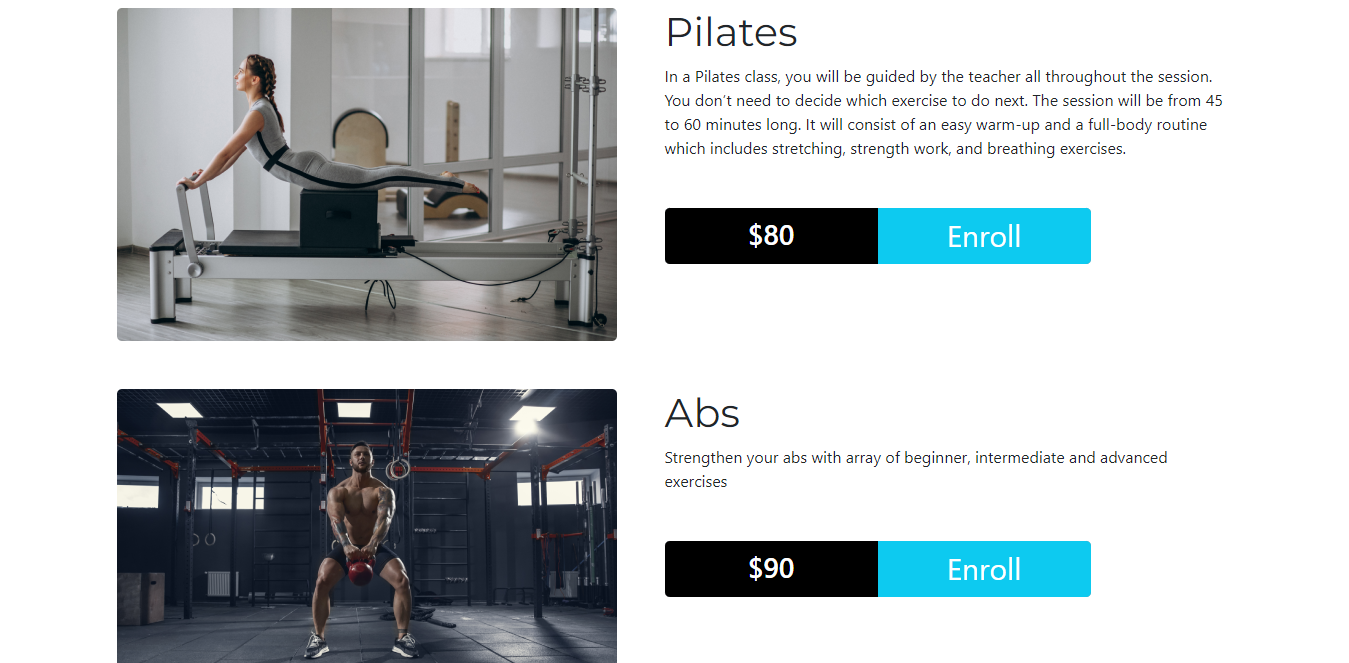 Pilates
In a Pilates class, you will be guided by the teacher all throughout the session.
You don't need to decide which exercise to do next. The session will be from 45
to 60 minutes long. It will consist of an easy warm-up and a full-body routine
which includes stretching, strength work, and breathing exercises.
$80 Enroll
Abs
Strengthen your abs with array of beginner, intermediate and advanced
exercises
$90 Enroll